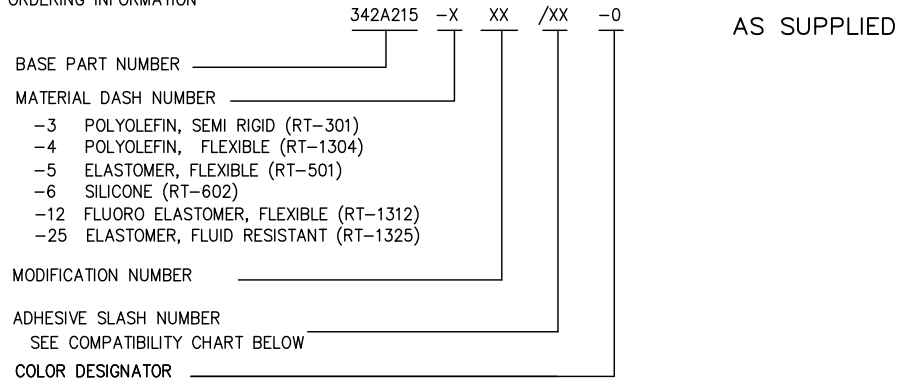 ORDERING INFORMATION
342A215 -X XX /XX -0
AS SUPPLIED
BASE PART NUMBER
MATERIAL DASH NUMBER
-3 POLYOLEFIN, SEMI RIGID (RT-301)
-4 POLYOLEFIN, FLEXIBLE (RT-1304)
-5 ELASTOMER, FLEXIBLE (RT-501)
-6 SILICONE (RT-602)
-12 FLUORO ELASTOMER, FLEXIBLE (RT-1312)
-25 ELASTOMER, FLUID RESISTANT (RT-1325)
MODIFICATION NUMBER
ADHESIVE SLASH NUMBER
SEE COMPATIBILITY CHART BELOW
COLOR DESIGNATOR